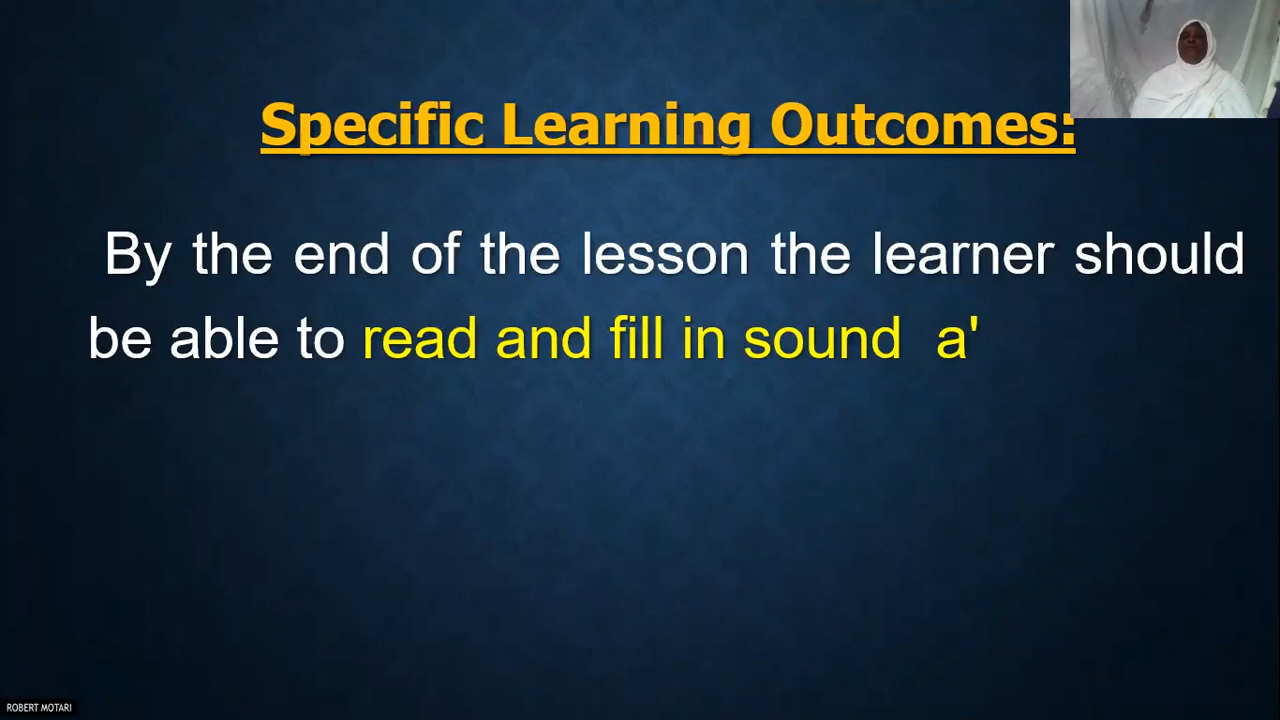 Specific Learning Outcomes:
By the end of the lesson the learner should
be able to read and fill in sound  a'
ROBERT MOTARI